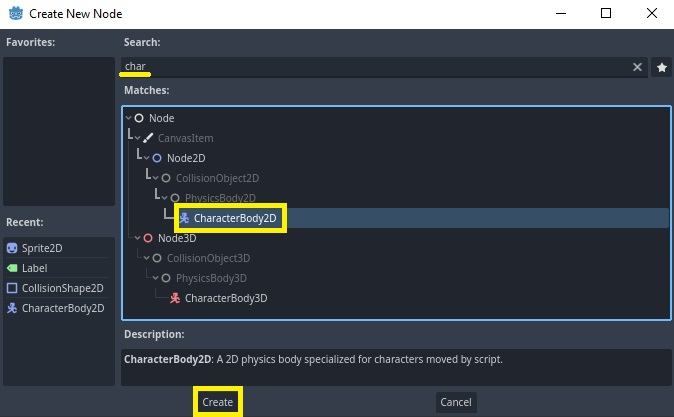 Create New Node
Favorites:
Search:
char
Matches:
Node
CanvasItem
Node2D
CollisionObject2D
PhysicsBody2D
CharacterBody2D
Node3D
CollisionObject3D
PhysicsBody3D
CharacterBody3D
Recent:
Sprite2D
Label
CollisionShape2D
CharacterBody2D
Description:
CharacterBody2D: A 2D physics body specialized for characters moved by script.
Create
Cancel